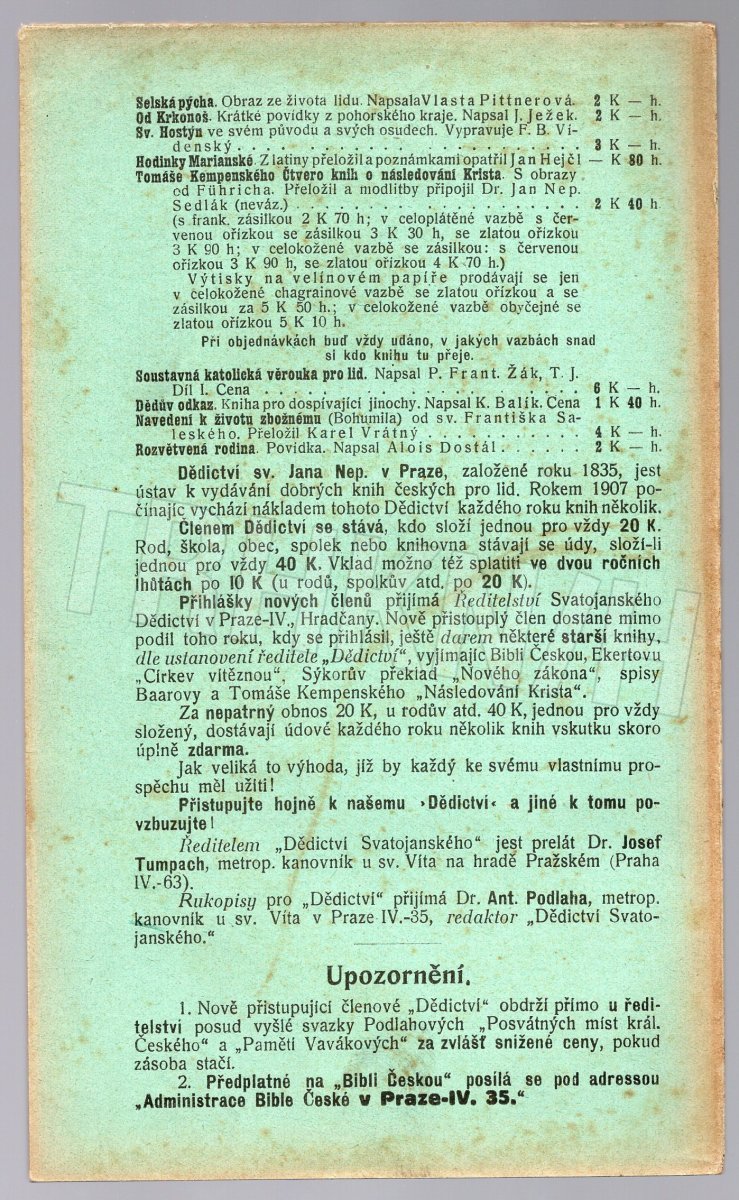 Selská pýcha. Obraz ze života lidu. Napsala Vlasta Pittnerová. 2 K — h.
Od Krkonoš. Krátké povídky z pohorského kraje. Napsal J. Ježek. 2 K — h.
Sv. Hostýn ve svém původu a svých osudech. Vypravuje F. B. Ví-
denský . . . . . . . . . . . . . . . . . . . . . 3 K — h.
Hodinky Marianské. Z latiny přeložil a poznámkami opatřil Jan Hejčl — K 80 h.
Tomáše Kempenského Čtvero knih o následování Krista. S obrazy
od Führicha. Přeložil a modlitby připojil Dr. Jan Nep.
Sedlák (neváz.) . . . . . . . . . . . . . . . . . 2 K 40 h.
(s frank. zásilkou 2 K 70 h; v celoplátěné vazbě s čer-
venou ořízkou se zásilkou 3 K 30 h, se zlatou ořízkou
3 K 90 h; v celokožené vazbě se zásilkou: s červenou
ořízkou 3 K 90 h, se zlatou ořízkou 4 K 70 h.)
Výtisky na velínovém papíře prodávají se jen
v celokožené chagrainové vazbě se zlatou ořízkou a se
zásilkou za 5 K 50 h.; v celokožené vazbě obyčejné se
zlatou ořízkou 5 K 10 h.
Při objednávkách buď vždy udáno, v jakých vazbách snad
si kdo knihu tu přeje.
Soustavná katolická věrouka pro lid. Napsal P. Frant. Žák, T. J.
Díl I. Cena . . . . . . . . . . . . . . . . . . . 6 K — h.
Dědův odkaz. Kniha pro dospívající jinochy. Napsal K. Balík. Cena 1 K 40 h.
Navedení k životu zbožnému (Bohumila) od sv. Františka Sa-
leského. Přeložil Karel Vrátný . . . . . . . . . . 4 K — h.
Rozvětvená rodina. Povídka. Napsal Alois Dostál . . . . . 2 K — h.
Dědictví sv. Jana Nep. v Praze, založené roku 1835, jest
ústav k vydávání dobrých knih českých pro lid. Rokem 1907 po-
činajíc vychází nákladem tohoto Dědictví každého roku knih několik.
Členem Dědictví se stává, kdo složí jednou pro vždy 20 K.
Rod, škola, obec, spolek nebo knihovna stávají se údy, složí-li
jednou pro vždy 40 K. Vklad možno též splatiti ve dvou ročních
lhůtách po 10 K (u rodů, spolkův atd. po 20 K).
Přihlášky nových členů přijímá Ředitelství Svatojanského
Dědictví v Praze-IV., Hradčany. Nově přistouplý člen dostane mimo
podíl toho roku, kdy se přihlásil, ještě darem některé starší knihy,
dle ustanovení ředitele „Dědictví“, vyjímajíc Bibli Českou, Ekertovu
„Církev vítěznou“, Sýkorův překlad „Nového zákona“, spisy
Baarovy a Tomáše Kempenského „Následování Krista“.
Za nepatrný obnos 20 K, u rodův atd. 40 K, jednou pro vždy
složený, dostávají údové každého roku několik knih vskutku skoro
úplně zdarma.
Jak veliká to výhoda, jíž by každý ke svému vlastnímu pro-
spěchu měl užíti!
Přistupujte hojně k našemu ›Dědictví‹ a jiné k tomu po-
vzbuzujte!
Ředitelem „Dědictví Svatojanského“ jest prelát Dr. Josef
Tumpach, metrop. kanovník u sv. Víta na hradě Pražském (Praha
IV.-63).
Rukopisy pro „Dědictví“ přijímá Dr. Ant. Podlaha, metrop.
kanovník u sv. Víta v Praze IV.-35, redaktor „Dědictví Svato-
janského.“
Upozornění.
1. Nově přistupující členové „Dědictví“ obdrží přímo u ředi-
telství posud vyšlé svazky Podlahových „Posvátných míst král.
Českého“ a „Pamětí Vavákových“ za zvlášť snížené ceny, pokud
zásoba stačí.
2. Předplatné na „Bibli Českou“ posílá se pod adressou
„Administrace Bible České v Praze-IV. 35.“